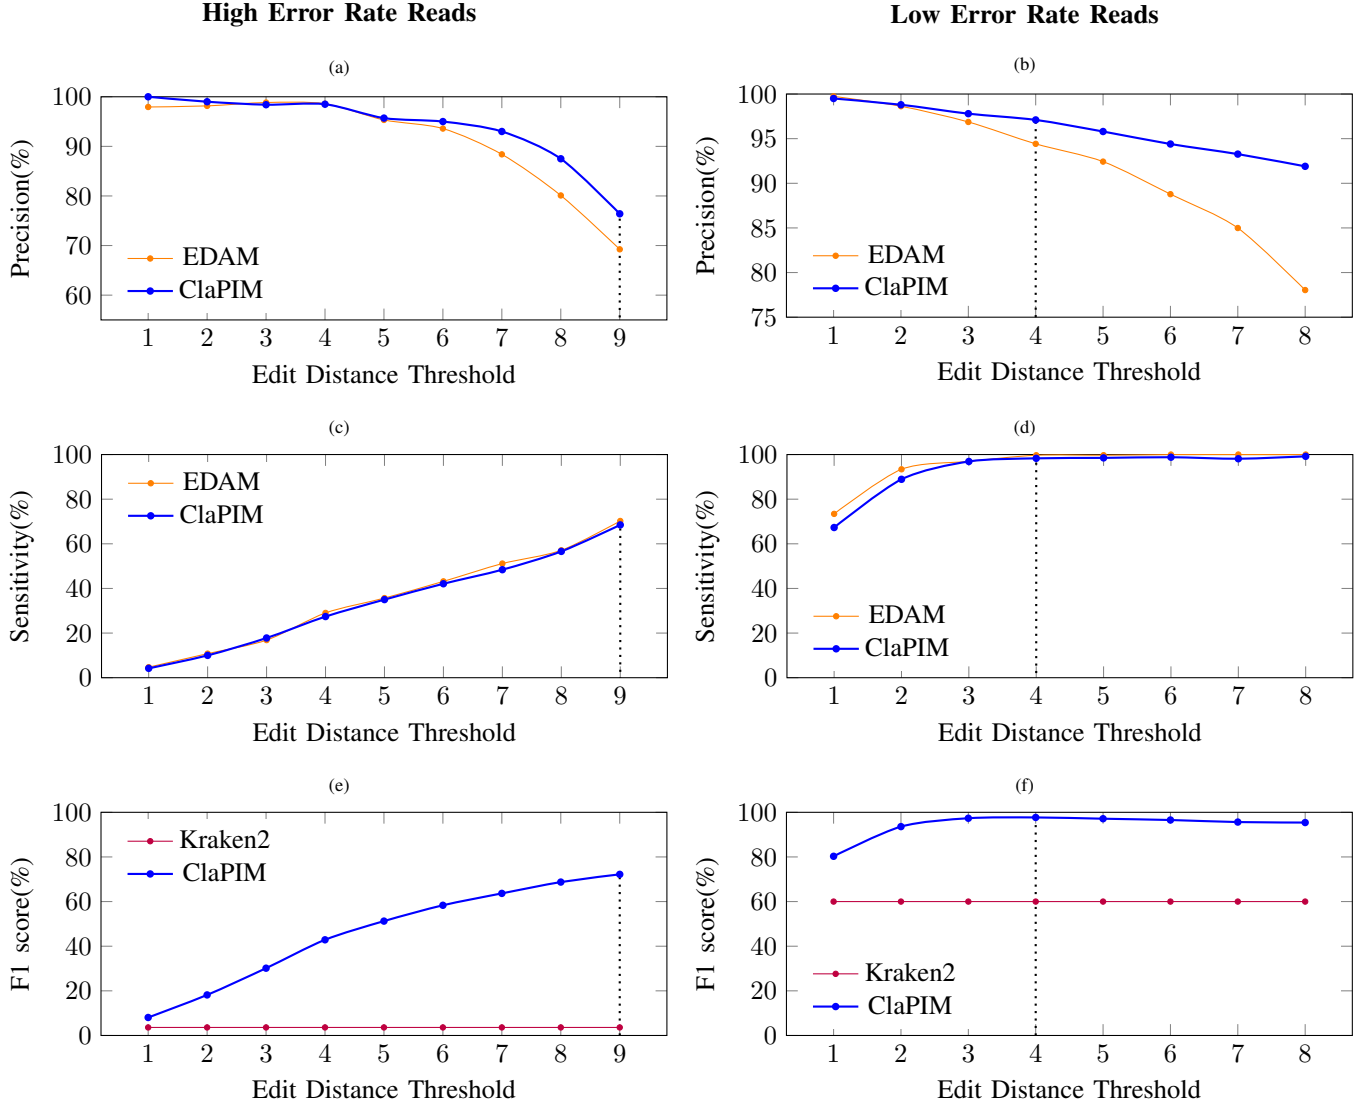 High Error Rate Reads
Low Error Rate Reads
(a)
Precision(%)
100
90
80
70
60
EDAM
ClaPIM
1 2 3 4 5 6 7 8 9
Edit Distance Threshold
(b)
Precision(%)
100
95
90
85
80
75
EDAM
ClaPIM
1 2 3 4 5 6 7 8
Edit Distance Threshold
(c)
Sensitivity(%)
100
80
60
40
20
0
EDAM
ClaPIM
1 2 3 4 5 6 7 8 9
Edit Distance Threshold
(d)
Sensitivity(%)
100
80
60
40
20
0
EDAM
ClaPIM
1 2 3 4 5 6 7 8
Edit Distance Threshold
(e)
F1 score(%)
100
80
60
40
20
0
Kraken2
ClaPIM
1 2 3 4 5 6 7 8 9
Edit Distance Threshold
(f)
F1 score(%)
100
80
60
40
20
0
Kraken2
ClaPIM
1 2 3 4 5 6 7 8
Edit Distance Threshold